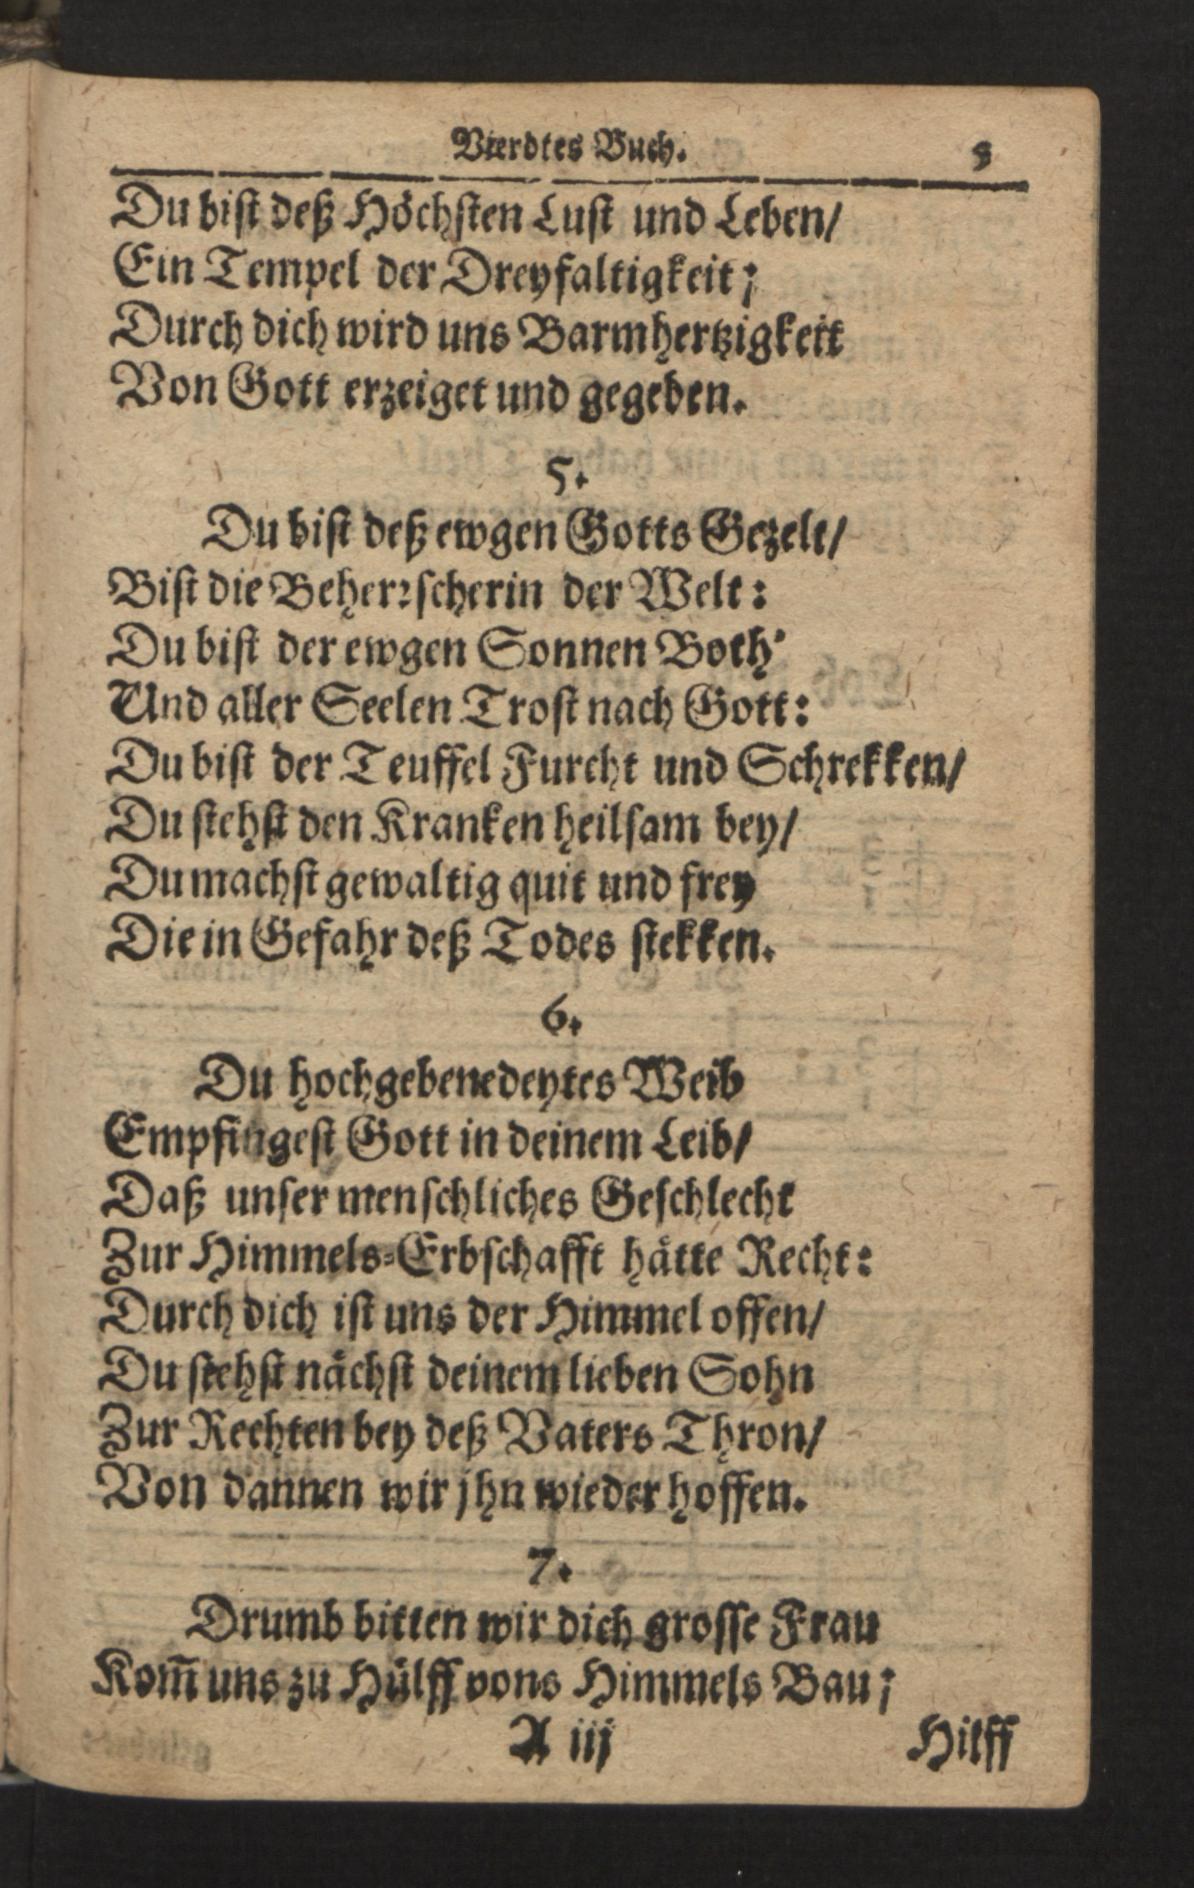 Vierdtes Buch. 5
Du bist deß Höchsten Lust und Leben/
Ein Tempel der Dreyfaltigkeit;
Durch dich wird uns Barmhertzigkeit
Von Gott erzeiget und gegeben.
5.
Du bist deß ewgen Gotts Gezelt/
Bist die Beherꝛscherin der Welt:
Du bist der ewgen Sonnen Both'
Und aller Seelen Trost nach Gott:
Du bist der Teuffel Furcht und Schrekken/
Du stehst den Kranken heilsam bey/
Du machst gewaltig quit und frey
Die in Gefahr deß Todes stekken.
6.
Du hochgebenedeytes Weib
Empfingest Gott in deinem Leib/
Daß unser menschliches Geschlecht
Zur Himmels-Erbschafft hätte Recht:
Durch dich ist uns der Himmel offen/
Du stehst nächst deinem lieben Sohn
Zur Rechten bey deß Vaters Thron/
Von dannen wir jhn wieder hoffen.
7.
Drumb bitten wir dich grosse Frau
Kom̃ uns zu Hülff vons Himmels Bau;
A iij Hilff